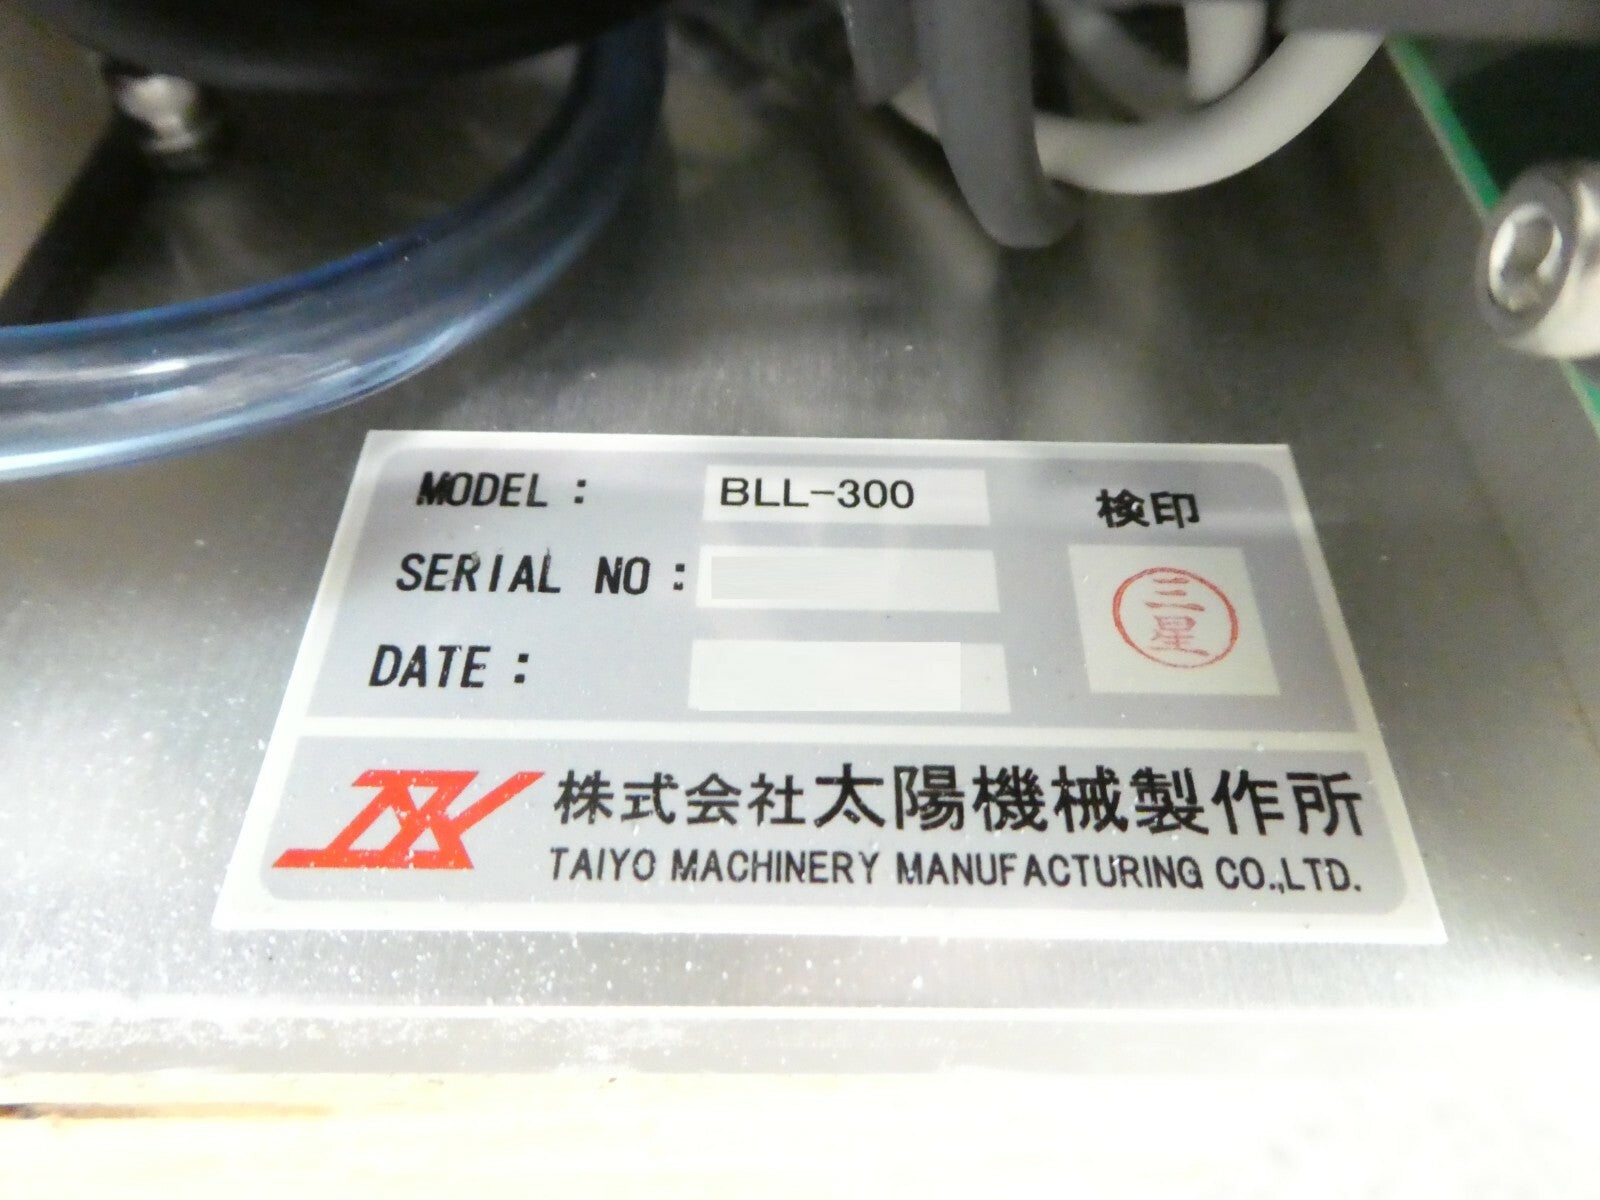 MODEL : BLL-300
検印
SERIAL NO :
三星
DATE :
株式会社太陽機械製作所
TAIYO MACHINERY MANUFACTURING CO.,LTD.